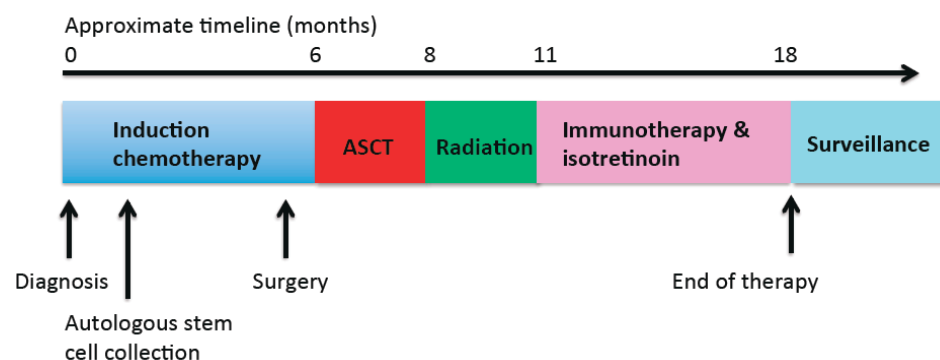 Approximate timeline (months)
0 6 8 11 18
Induction
chemotherapy
ASCT
Radiation
Immunotherapy &
isotretinoin
Surveillance
Diagnosis
Autologous stem
cell collection
Surgery
End of therapy